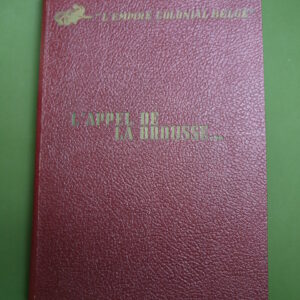 "L'EMPIRE COLONIAL BELGE"
L'APPEL DE
LA BROUSSE...